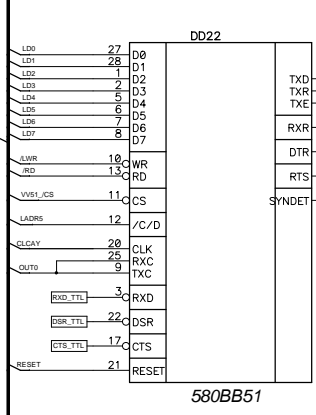 DD22
LD0 27 D0
LD1 28 D1
LD2 1 D2 TXD
LD3 2 D3 TXR
LD4 5 D4 TXE
LD5 6 D5
LD6 7 D6 RXR
LD7 8 D7
DTR
/LWR 10 WR
/RD 13 RD RTS
VV51_/CS 11 CS SYNDET
LADR5 12 /C/D
CLCAY 20 CLK
25 RXC
OUT0 9 TXC
RXD_TTL 3 RXD
DSR_TTL 22 DSR
CTS_TTL 17 CTS
RESET 21 RESET
580BB51